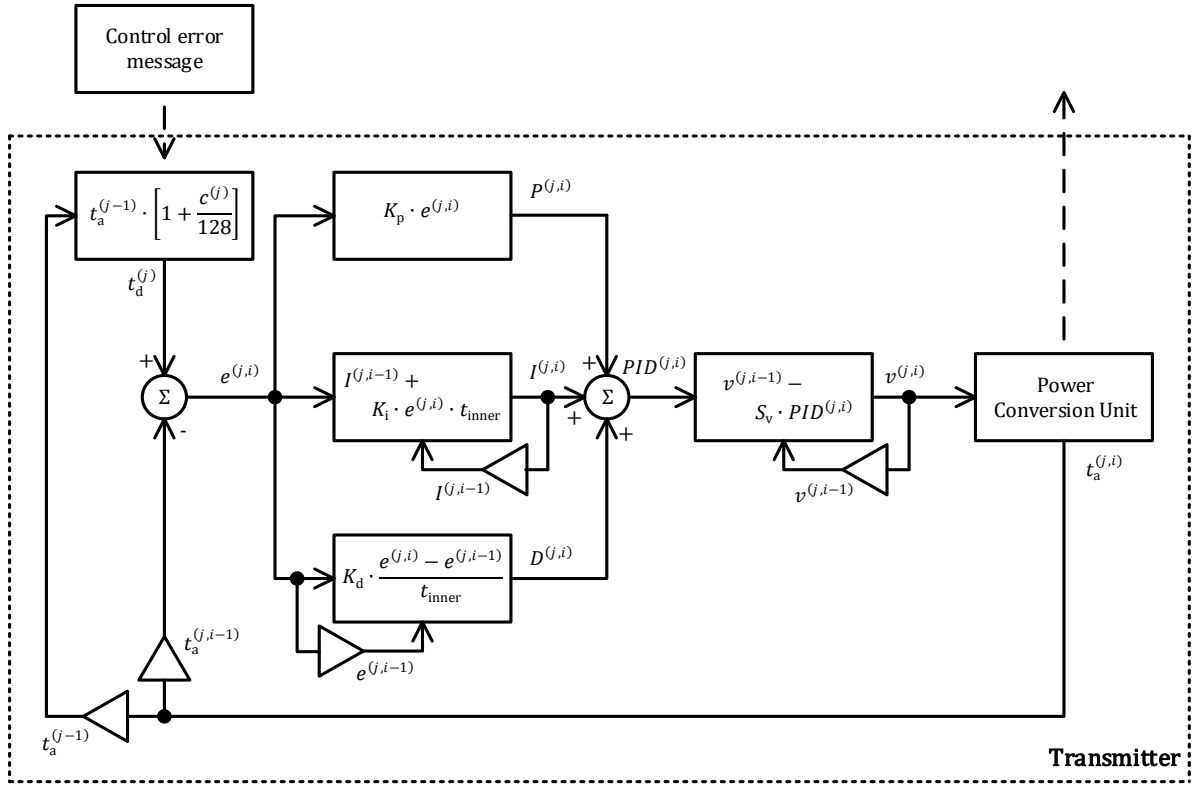 Control error
message
t_a^(j−1) · [1 + c^(j)/128]
t_d^(j)
K_p · e^(j,i)
P^(j,i)
+
Σ
-
e^(j,i)
I^(j,i−1) +
K_i · e^(j,i) · t_inner
I^(j,i)
I^(j,i−1)
+
+
+
Σ
PID^(j,i)
v^(j,i−1) −
S_v · PID^(j,i)
v^(j,i)
v^(j,i−1)
Power
Conversion Unit
t_a^(j,i)
K_d · (e^(j,i) − e^(j,i−1))/t_inner
D^(j,i)
e^(j,i−1)
t_a^(j,i−1)
t_a^(j−1)
Transmitter